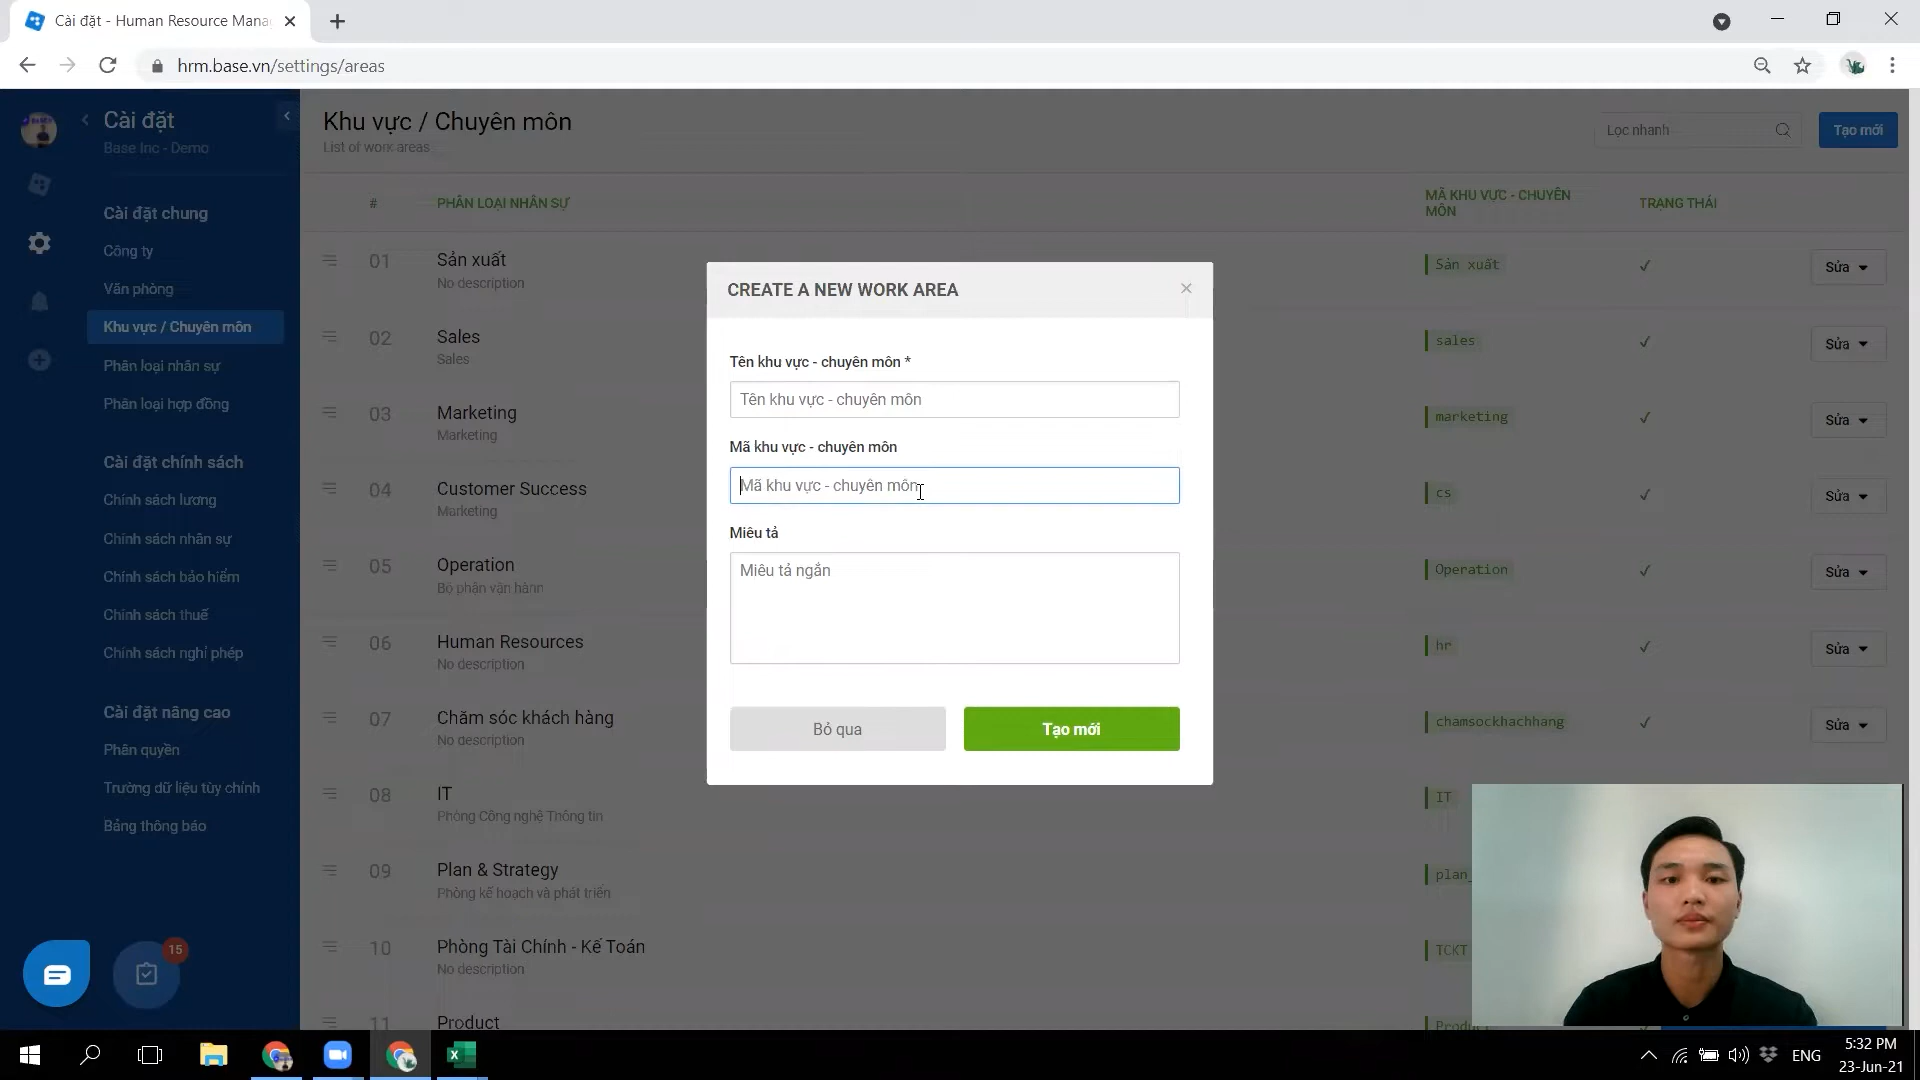 Cài đặt - Human Resource Mana
hrm.base.vn/settings/areas
Cài đặt
Base Inc - Demo
Cài đặt chung
Công ty
Văn phòng
Khu vực / Chuyên môn
Phân loại nhân sự
Phân loại hợp đồng
Cài đặt chính sách
Chính sách lương
Chính sách nhân sự
Chính sách bảo hiểm
Chính sách thuế
Chính sách nghỉ phép
Cài đặt nâng cao
Phân quyền
Trường dữ liệu tùy chỉnh
Bảng thông báo
15
Khu vực / Chuyên môn
List of work areas
Lọc nhanh
Tạo mới
# PHÂN LOẠI NHÂN SỰ MÃ KHU VỰC - CHUYÊN MÔN TRẠNG THÁI
01 Sản xuất Sản xuất Sửa
No description
02 Sales sales Sửa
Sales
03 Marketing marketing Sửa
Marketing
04 Customer Success cs Sửa
Marketing
05 Operation Operation Sửa
Bộ phận vận hành
06 Human Resources hr Sửa
No description
07 Chăm sóc khách hàng chamsockhachhang Sửa
No description
08 IT IT
Phòng Công nghệ Thông tin
09 Plan & Strategy plan_
Phòng kế hoạch và phát triển
10 Phòng Tài Chính - Kế Toán TCKT
No description
11 Product Produ
CREATE A NEW WORK AREA
Tên khu vực - chuyên môn *
Tên khu vực - chuyên môn
Mã khu vực - chuyên môn
Mã khu vực - chuyên môn
Miêu tả
Miêu tả ngắn
Bỏ qua
Tạo mới
ENG
5:32 PM
23-Jun-21